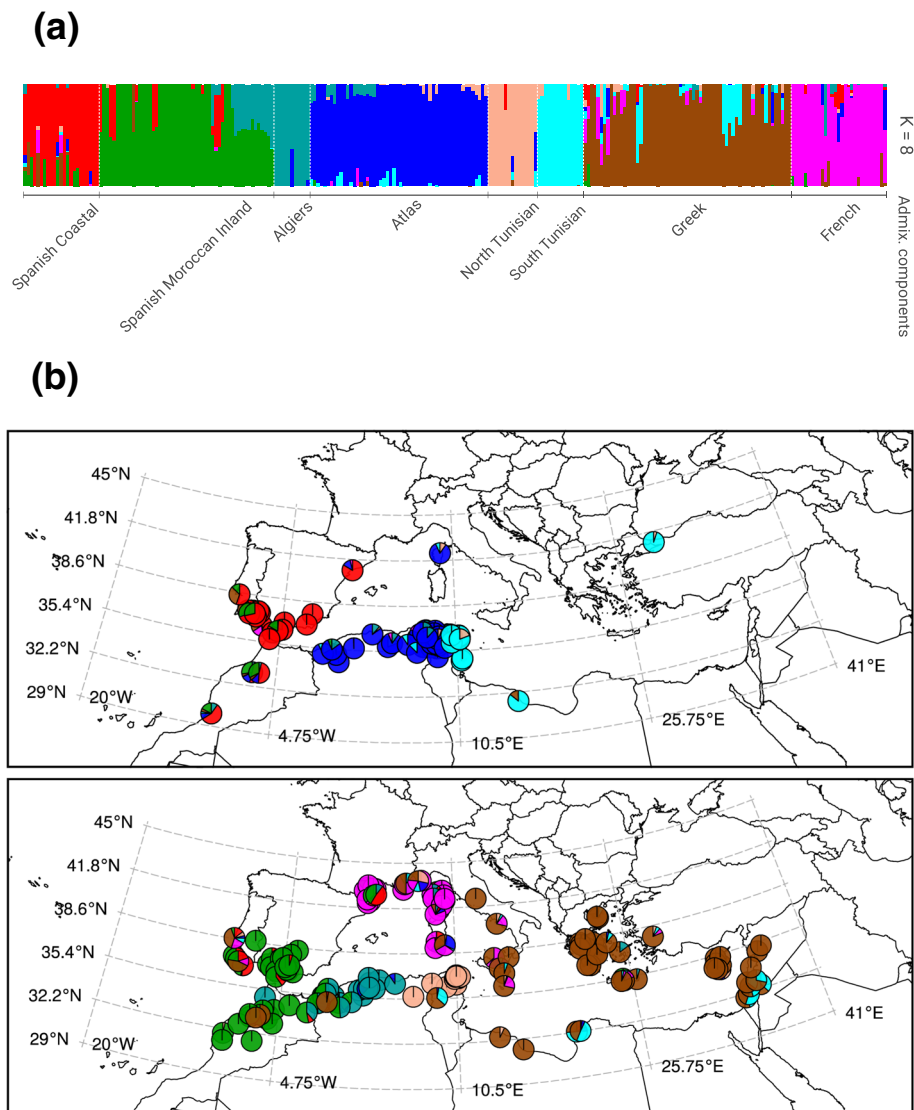 (a)
K = 8
Admix. components
Spanish Coastal
Spanish Moroccan Inland
Algiers
Atlas
North Tunisian
South Tunisian
Greek
French
(b)
45°N
41.8°N
38.6°N
35.4°N
32.2°N
29°N
20°W
4.75°W
10.5°E
25.75°E
41°E
45°N
41.8°N
38.6°N
35.4°N
32.2°N
29°N
20°W
4.75°W
10.5°E
25.75°E
41°E